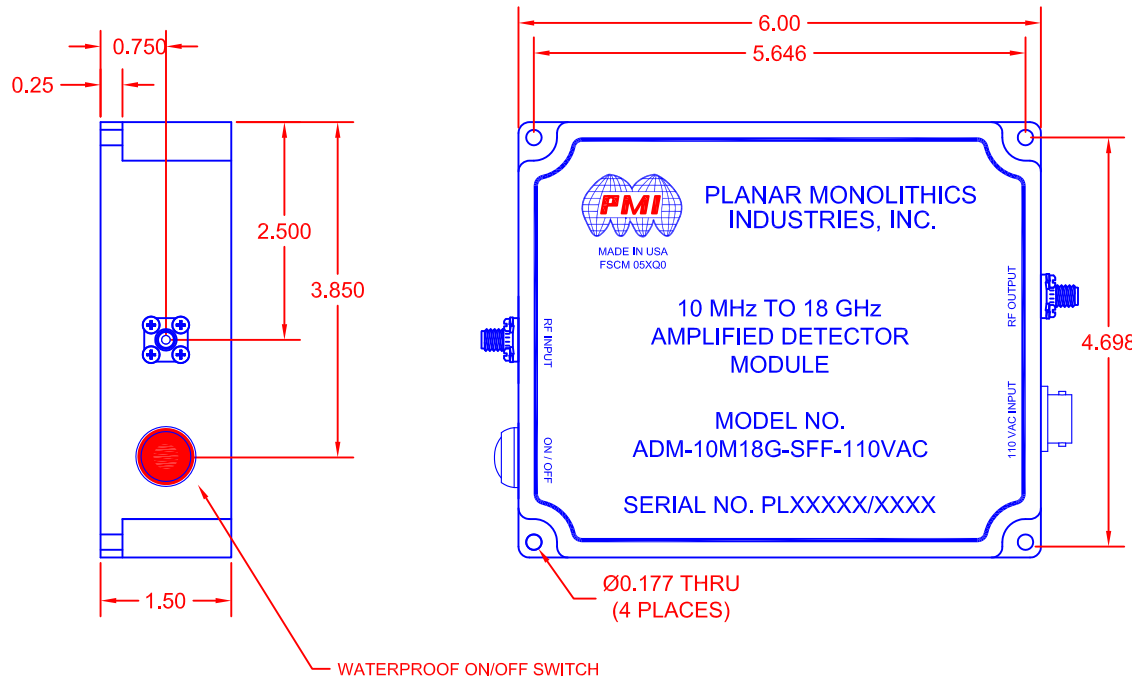 0.750
0.25
2.500
3.850
1.50
WATERPROOF ON/OFF SWITCH
6.00
5.646
PMI
MADE IN USA
FSCM 05XQ0
PLANAR MONOLITHICS
INDUSTRIES, INC.
RF INPUT
RF OUTPUT
10 MHz TO 18 GHz
AMPLIFIED DETECTOR
MODULE
4.698
ON / OFF
110 VAC INPUT
MODEL NO.
ADM-10M18G-SFF-110VAC
SERIAL NO. PLXXXXX/XXXX
Ø0.177 THRU
(4 PLACES)